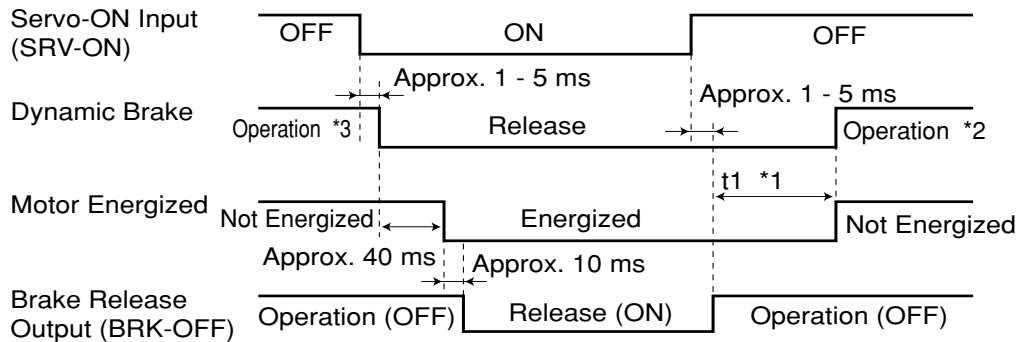 Servo-ON Input
(SRV-ON)
OFF
ON
OFF
Approx. 1 - 5 ms
Approx. 1 - 5 ms
Dynamic Brake
Operation *3
Release
Operation *2
t1 *1
Motor Energized
Not Energized
Energized
Not Energized
Approx. 40 ms
Approx. 10 ms
Brake Release
Output (BRK-OFF)
Operation (OFF)
Release (ON)
Operation (OFF)